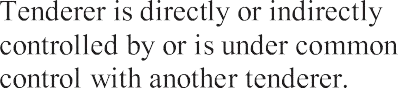 Tenderer is directly or indirectly
controlled by or is under common
control with another tenderer.